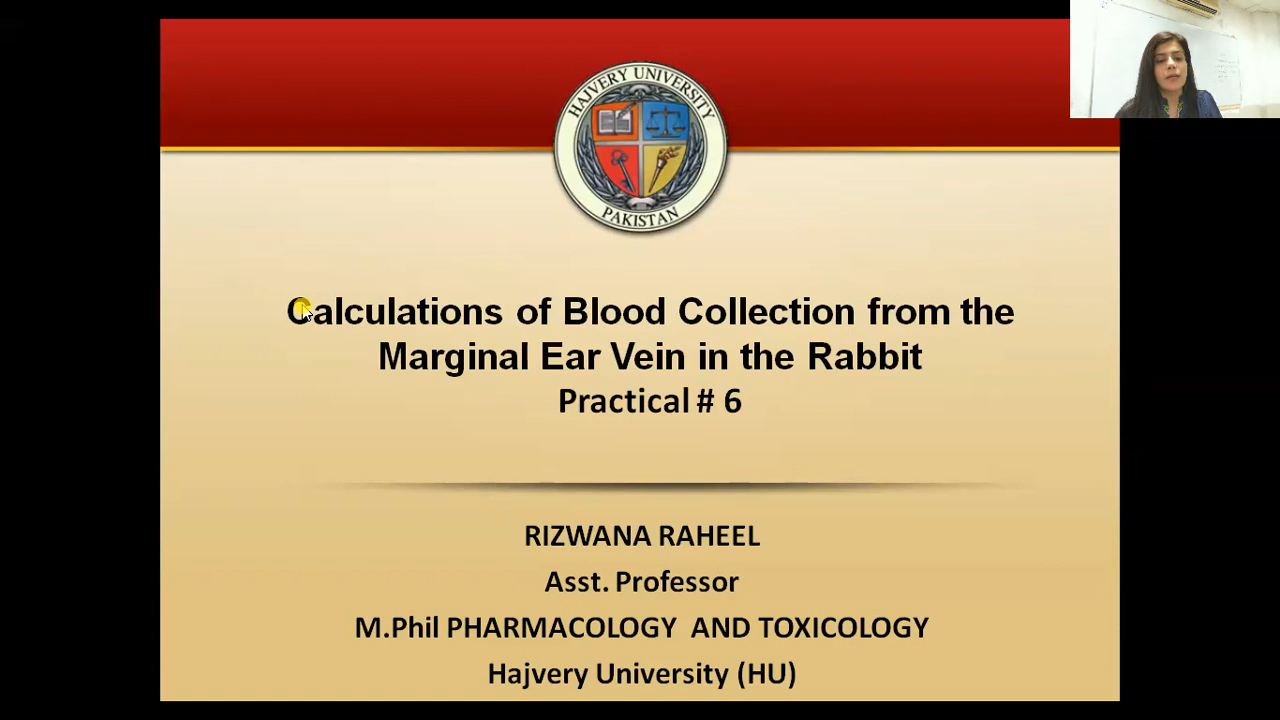 HAJVERY UNIVERSITY
PAKISTAN
Calculations of Blood Collection from the
Marginal Ear Vein in the Rabbit
Practical # 6
RIZWANA RAHEEL
Asst. Professor
M.Phil PHARMACOLOGY AND TOXICOLOGY
Hajvery University (HU)